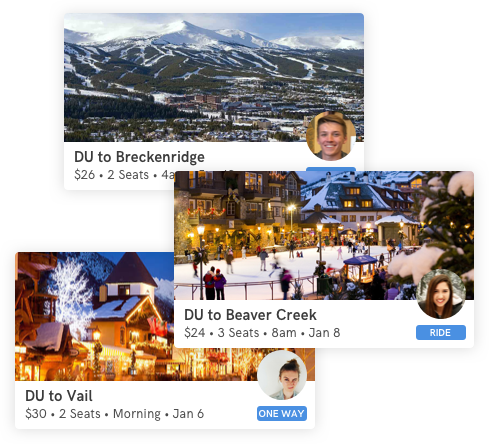 DU to Breckenridge
$26 • 2 Seats • 4a
DU to Beaver Creek
$24 • 3 Seats • 8am • Jan 8
RIDE
DU to Vail
$30 • 2 Seats • Morning • Jan 6
ONE WAY